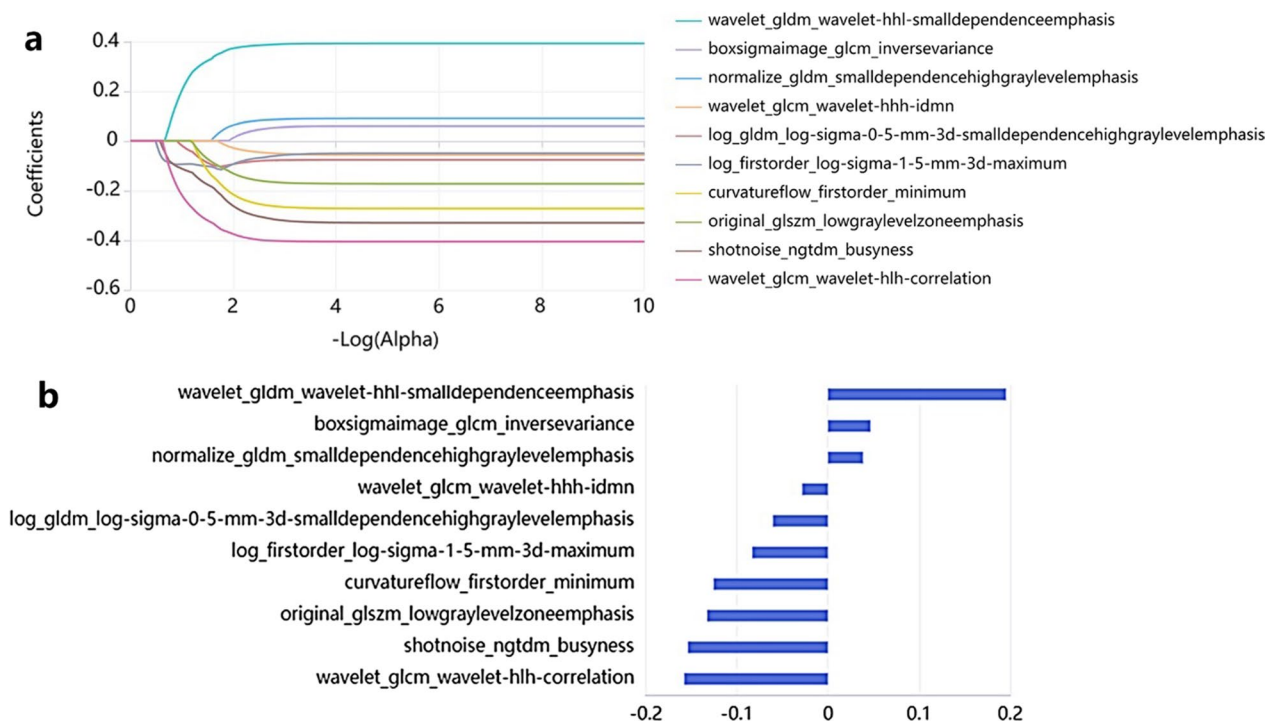 a
0.4
0.2
0
-0.2
-0.4
-0.6
Coefficients
0 2 4 6 8 10
-Log(Alpha)
wavelet_gldm_wavelet-hhl-smalldependenceemphasis
boxsigmaimage_glcm_inversevariance
normalize_gldm_smalldependencehighgraylevelemphasis
wavelet_glcm_wavelet-hhh-idmn
log_gldm_log-sigma-0-5-mm-3d-smalldependencehighgraylevelemphasis
log_firstorder_log-sigma-1-5-mm-3d-maximum
curvatureflow_firstorder_minimum
original_glszm_lowgraylevelzoneemphasis
shotnoise_ngtdm_busyness
wavelet_glcm_wavelet-hlh-correlation
b
wavelet_gldm_wavelet-hhl-smalldependenceemphasis
boxsigmaimage_glcm_inversevariance
normalize_gldm_smalldependencehighgraylevelemphasis
wavelet_glcm_wavelet-hhh-idmn
log_gldm_log-sigma-0-5-mm-3d-smalldependencehighgraylevelemphasis
log_firstorder_log-sigma-1-5-mm-3d-maximum
curvatureflow_firstorder_minimum
original_glszm_lowgraylevelzoneemphasis
shotnoise_ngtdm_busyness
wavelet_glcm_wavelet-hlh-correlation
-0.2 -0.1 0 0.1 0.2